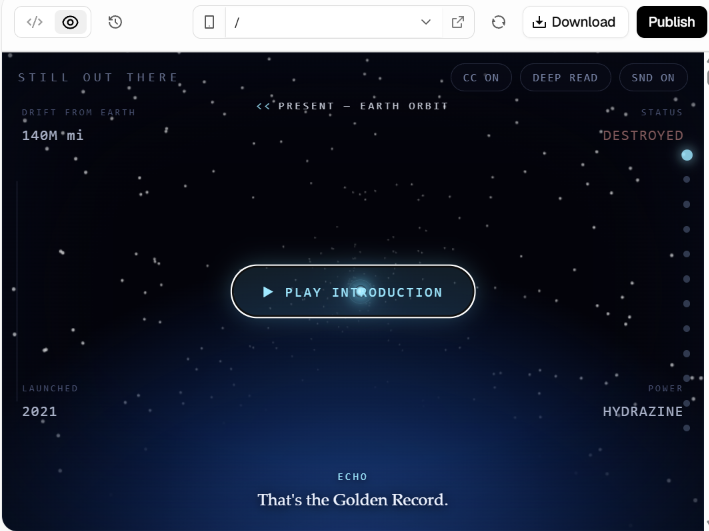 /
Download
Publish
STILL OUT THERE
CC ON
DEEP READ
SND ON
<< PRESENT — EARTH ORBIT
DRIFT FROM EARTH
140M mi
STATUS
DESTROYED
▶ PLAY INTRODUCTION
LAUNCHED
2021
POWER
HYDRAZINE
ECHO
That's the Golden Record.